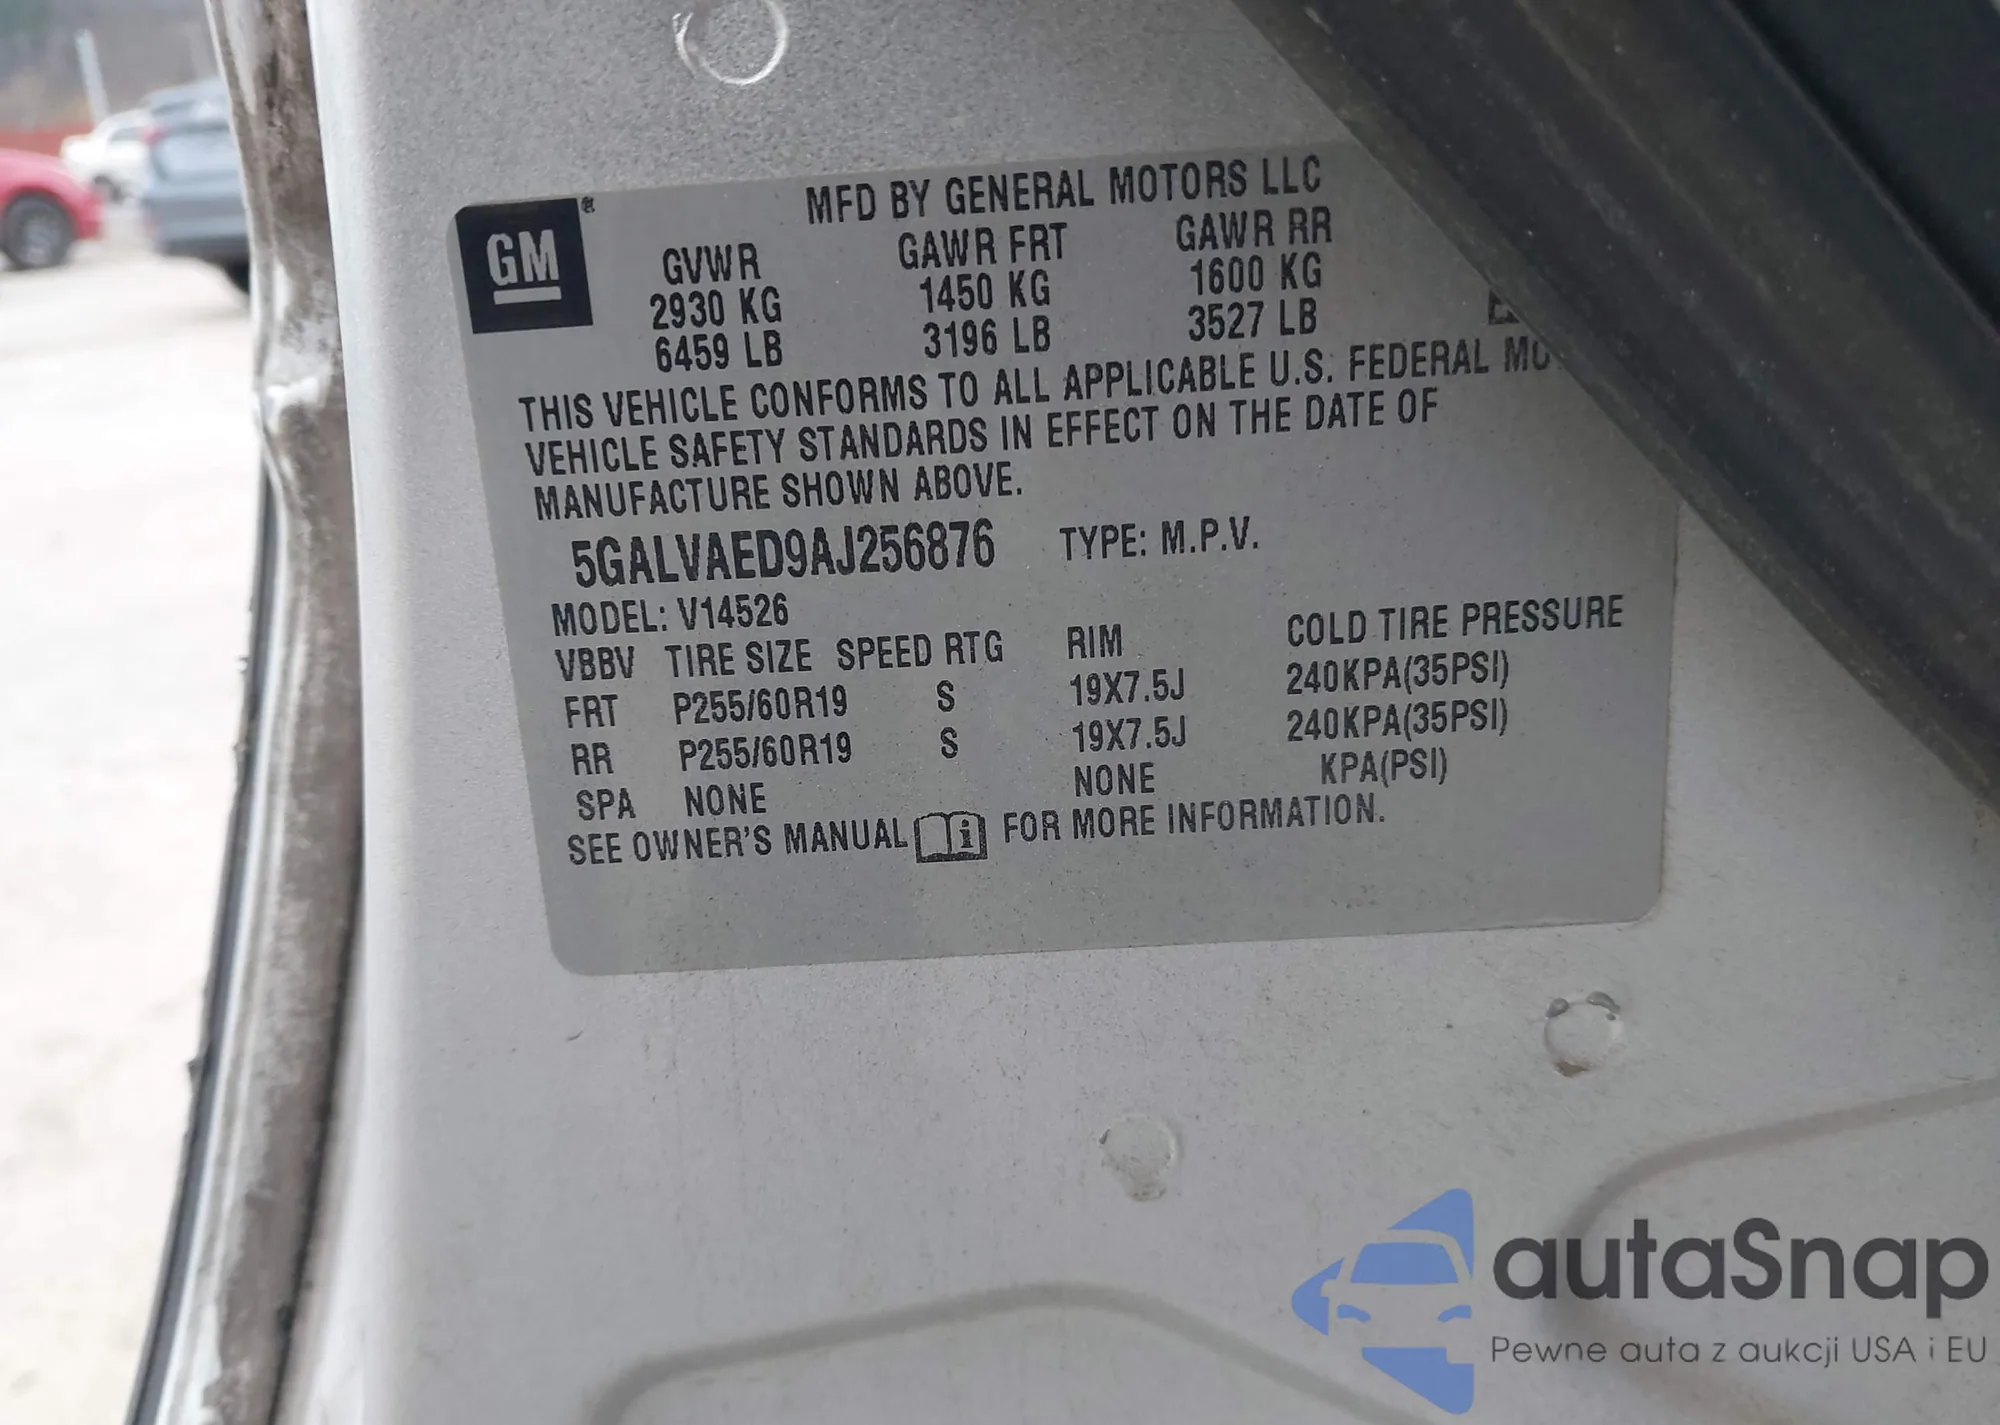 MFD BY GENERAL MOTORS LLC
GM
GVWR GAWR FRT GAWR RR
2930 KG 1450 KG 1600 KG
6459 LB 3196 LB 3527 LB
THIS VEHICLE CONFORMS TO ALL APPLICABLE U.S. FEDERAL
VEHICLE SAFETY STANDARDS IN EFFECT ON THE DATE OF
MANUFACTURE SHOWN ABOVE.
5GALVAED9AJ256876 TYPE: M.P.V.
MODEL: V14526
VBBV TIRE SIZE SPEED RTG RIM COLD TIRE PRESSURE
FRT P255/60R19 S 19X7.5J 240KPA(35PSI)
RR P255/60R19 S 19X7.5J 240KPA(35PSI)
SPA NONE NONE KPA(PSI)
SEE OWNER'S MANUAL i FOR MORE INFORMATION.
autaSnap
Pewne auta z aukcji USA i EU